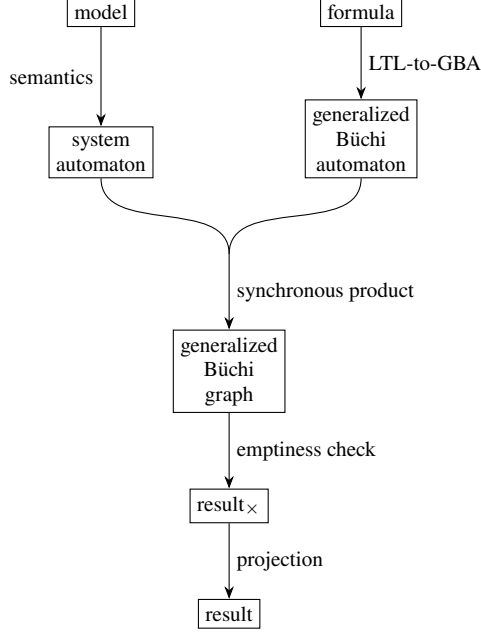 model
formula
semantics
LTL-to-GBA
system
automaton
generalized
Büchi
automaton
synchronous product
generalized
Büchi
graph
emptiness check
result×
projection
result